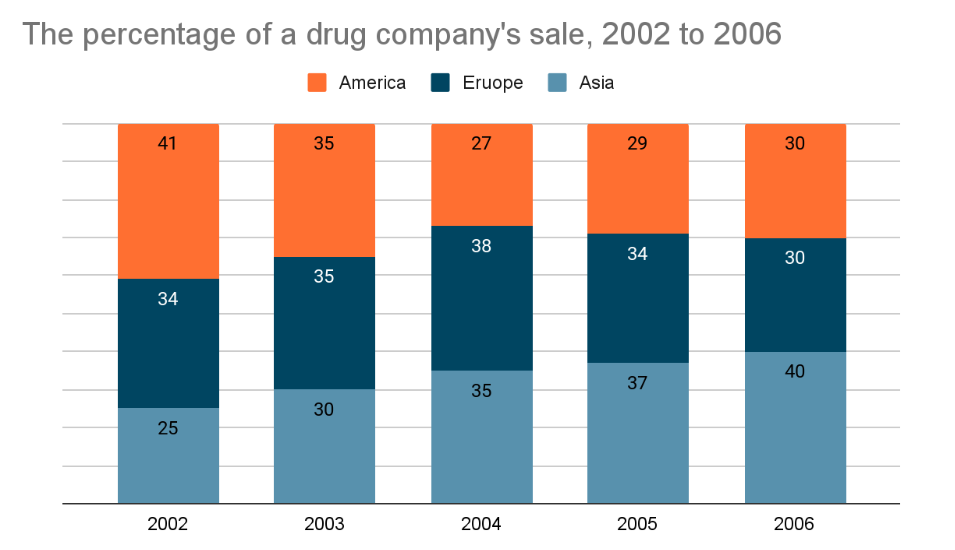 The percentage of a drug company's sale, 2002 to 2006
America Eruope Asia
41 35 27 29 30
34 35 38 34 30
25 30 35 37 40
2002 2003 2004 2005 2006